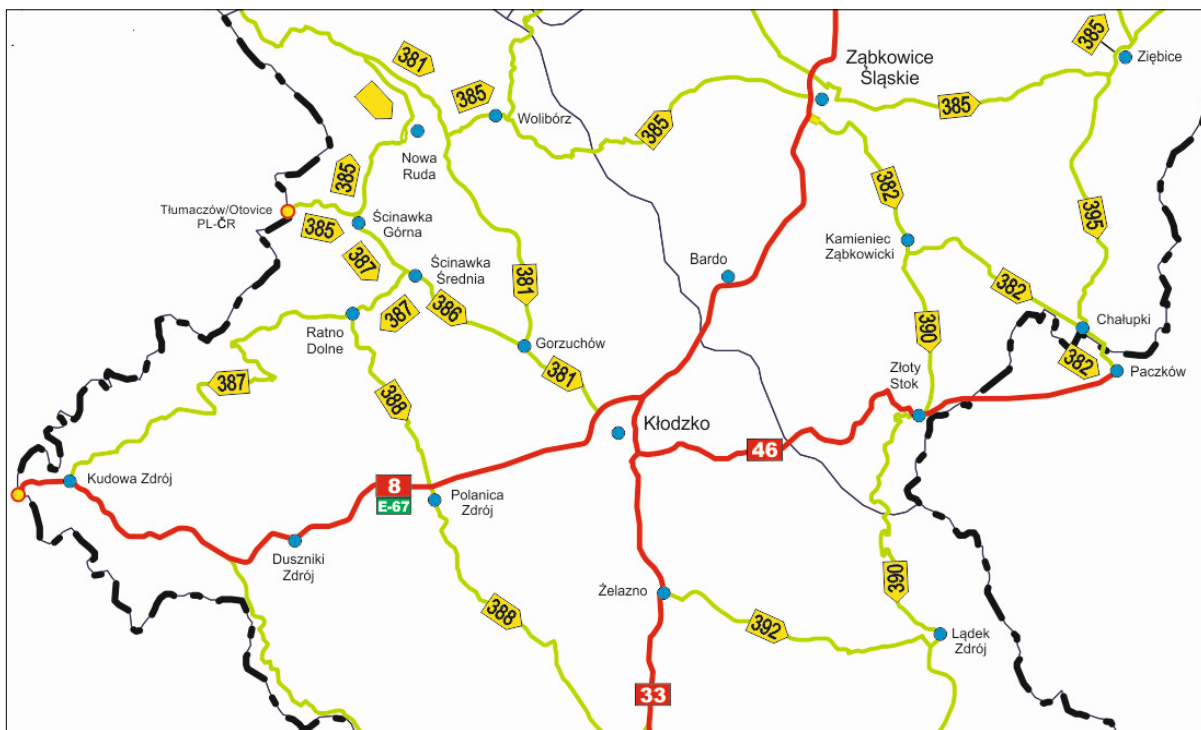 381
385
Ziębice
Ząbkowice
Śląskie
385
Wolibórz
385
385
Nowa
Ruda
385
382
395
Tłumaczów/Otovice
PL-ČR
385
Ścinawka
Górna
387
Ścinawka
Średnia
Bardo
Kamieniec
Ząbkowicki
381
382
387
386
Ratno
Dolne
Gorzuchów
390
Chałupki
382
Paczków
387
388
381
Złoty
Stok
Kłodzko
46
Kudowa Zdrój
8
E-67
Polanica
Zdrój
Duszniki
Zdrój
Żelazno
390
388
392
Lądek
Zdrój
33